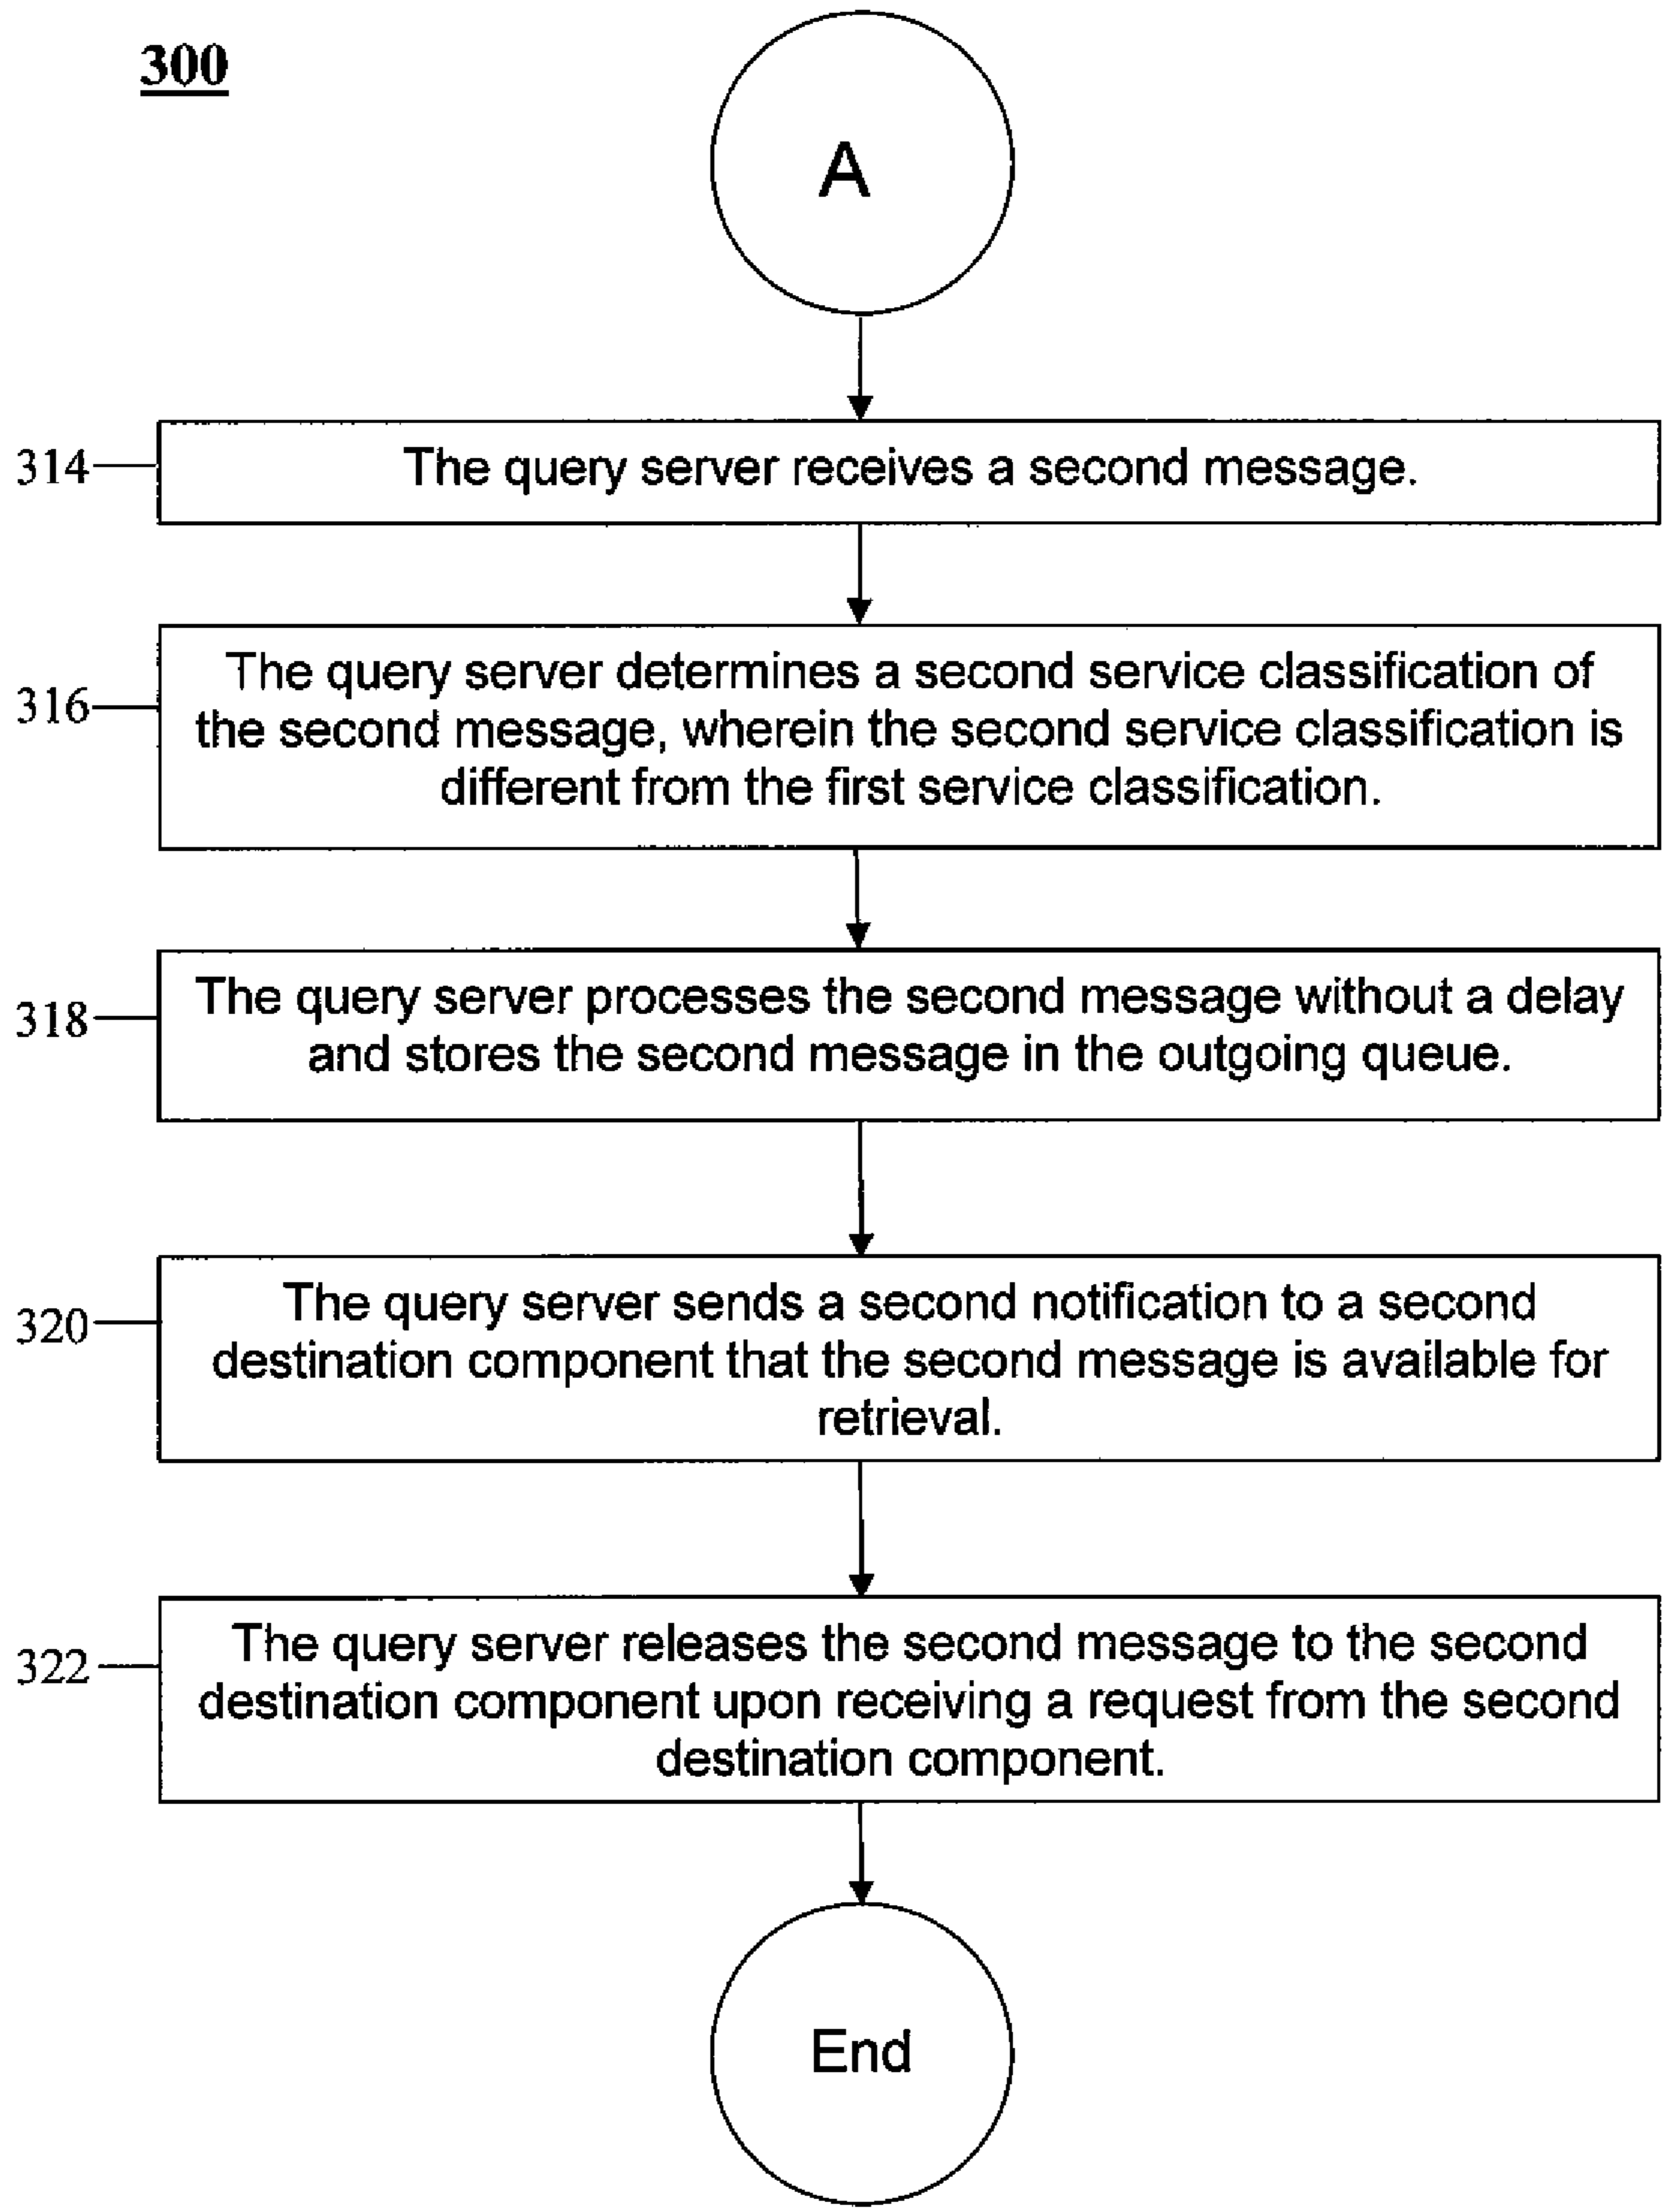 300
A
314
The query server receives a second message.
316
The query server determines a second service classification of
the second message, wherein the second service classification is
different from the first service classification.
318
The query server processes the second message without a delay
and stores the second message in the outgoing queue.
320
The query server sends a second notification to a second
destination component that the second message is available for
retrieval.
322
The query server releases the second message to the second
destination component upon receiving a request from the second
destination component.
End